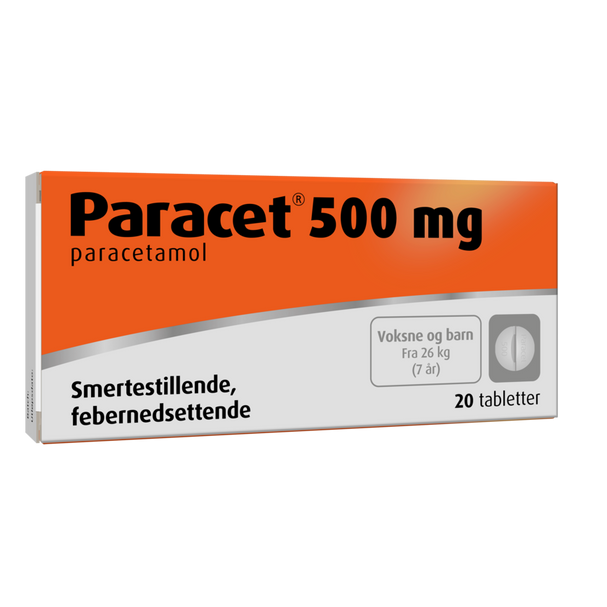 Paracet® 500 mg
paracetamol
Voksne og barn
Fra 26 kg
(7 år)
Smertestillende,
febernedsettende
20 tabletter